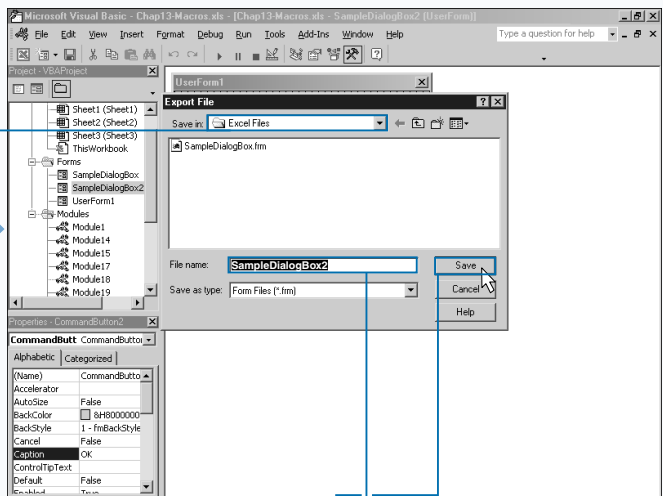 Microsoft Visual Basic - Chap13-Macros.xls - [Chap13-Macros.xls - SampleDialogBox2 (UserForm)]
File Edit View Insert Format Debug Run Tools Add-Ins Window Help Type a question for help
Project - VBAProject
Sheet1 (Sheet1)
Sheet2 (Sheet2)
Sheet3 (Sheet3)
ThisWorkbook
Forms
SampleDialogBox
SampleDialogBox2
UserForm1
Modules
Module1
Module14
Module15
Module17
Module18
Module19
UserForm1
Export File
Save in: Excel Files
SampleDialogBox.frm
File name: SampleDialogBox2 Save
Save as type: Form Files (*.frm) Cancel
Help
Properties - CommandButton2
CommandButt CommandButton
Alphabetic Categorized
(Name) CommandButto
Accelerator
AutoSize False
BackColor &H8000000
BackStyle 1 - fmBackStyle
Cancel False
Caption OK
ControlTipText
Default False
Enabled True